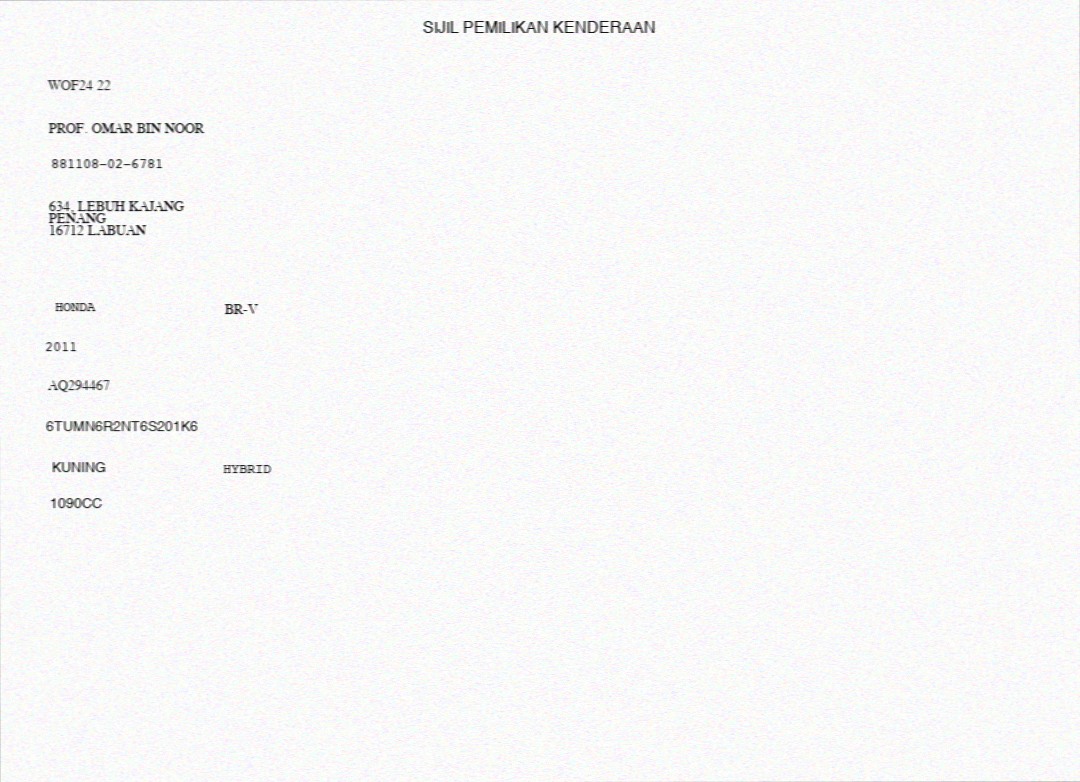 SIJIL PEMILIKAN KENDERAAN
WOF24 22
PROF. OMAR BIN NOOR
881108-02-6781
634, LEBUH KAJANG
PENANG
16712 LABUAN
HONDA BR-V
2011
AQ294467
6TUMN6R2NT6S201K6
KUNING HYBRID
1090CC